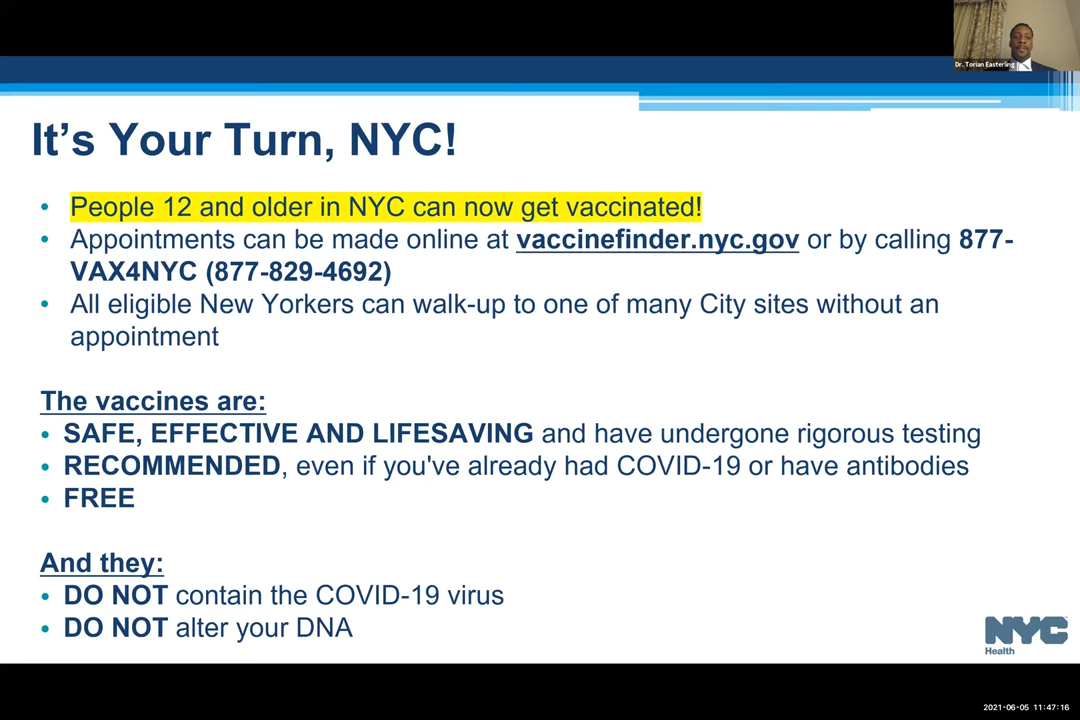 Dr. Torian Easterling
It's Your Turn, NYC!
• People 12 and older in NYC can now get vaccinated!
• Appointments can be made online at vaccinefinder.nyc.gov or by calling 877-
VAX4NYC (877-829-4692)
• All eligible New Yorkers can walk-up to one of many City sites without an
appointment
The vaccines are:
• SAFE, EFFECTIVE AND LIFESAVING and have undergone rigorous testing
• RECOMMENDED, even if you've already had COVID-19 or have antibodies
• FREE
And they:
• DO NOT contain the COVID-19 virus
• DO NOT alter your DNA
NYC
Health
2021-06-05 11:47:16